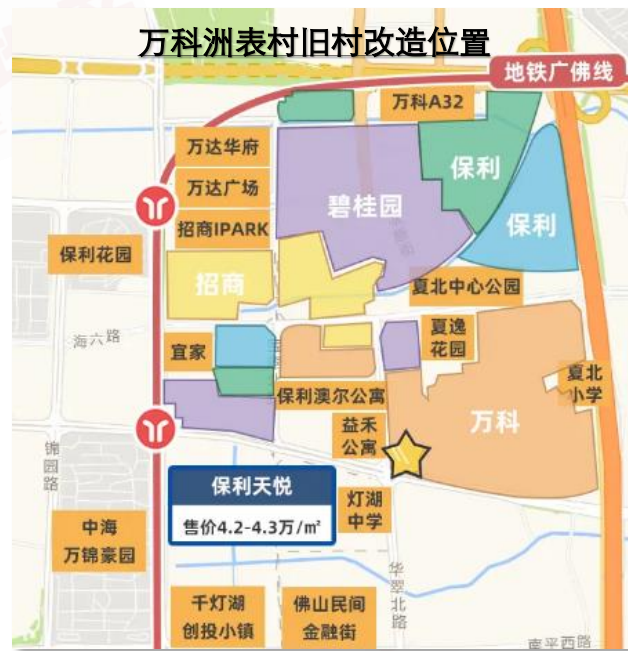 万科洲表村旧村改造位置
地铁广佛线
万科A32
万达华府
保利
万达广场
碧桂园
保利
招商IPARK
保利花园
招商
夏北中心公园
海六路
宜家
夏逸
花园
夏北
小学
保利澳尔公寓
万科
益禾
公寓
锦园路
保利天悦
售价4.2-4.3万/㎡
灯湖
中学
中海
万锦豪园
华翠北路
千灯湖
创投小镇
佛山民间
金融街
南平西路